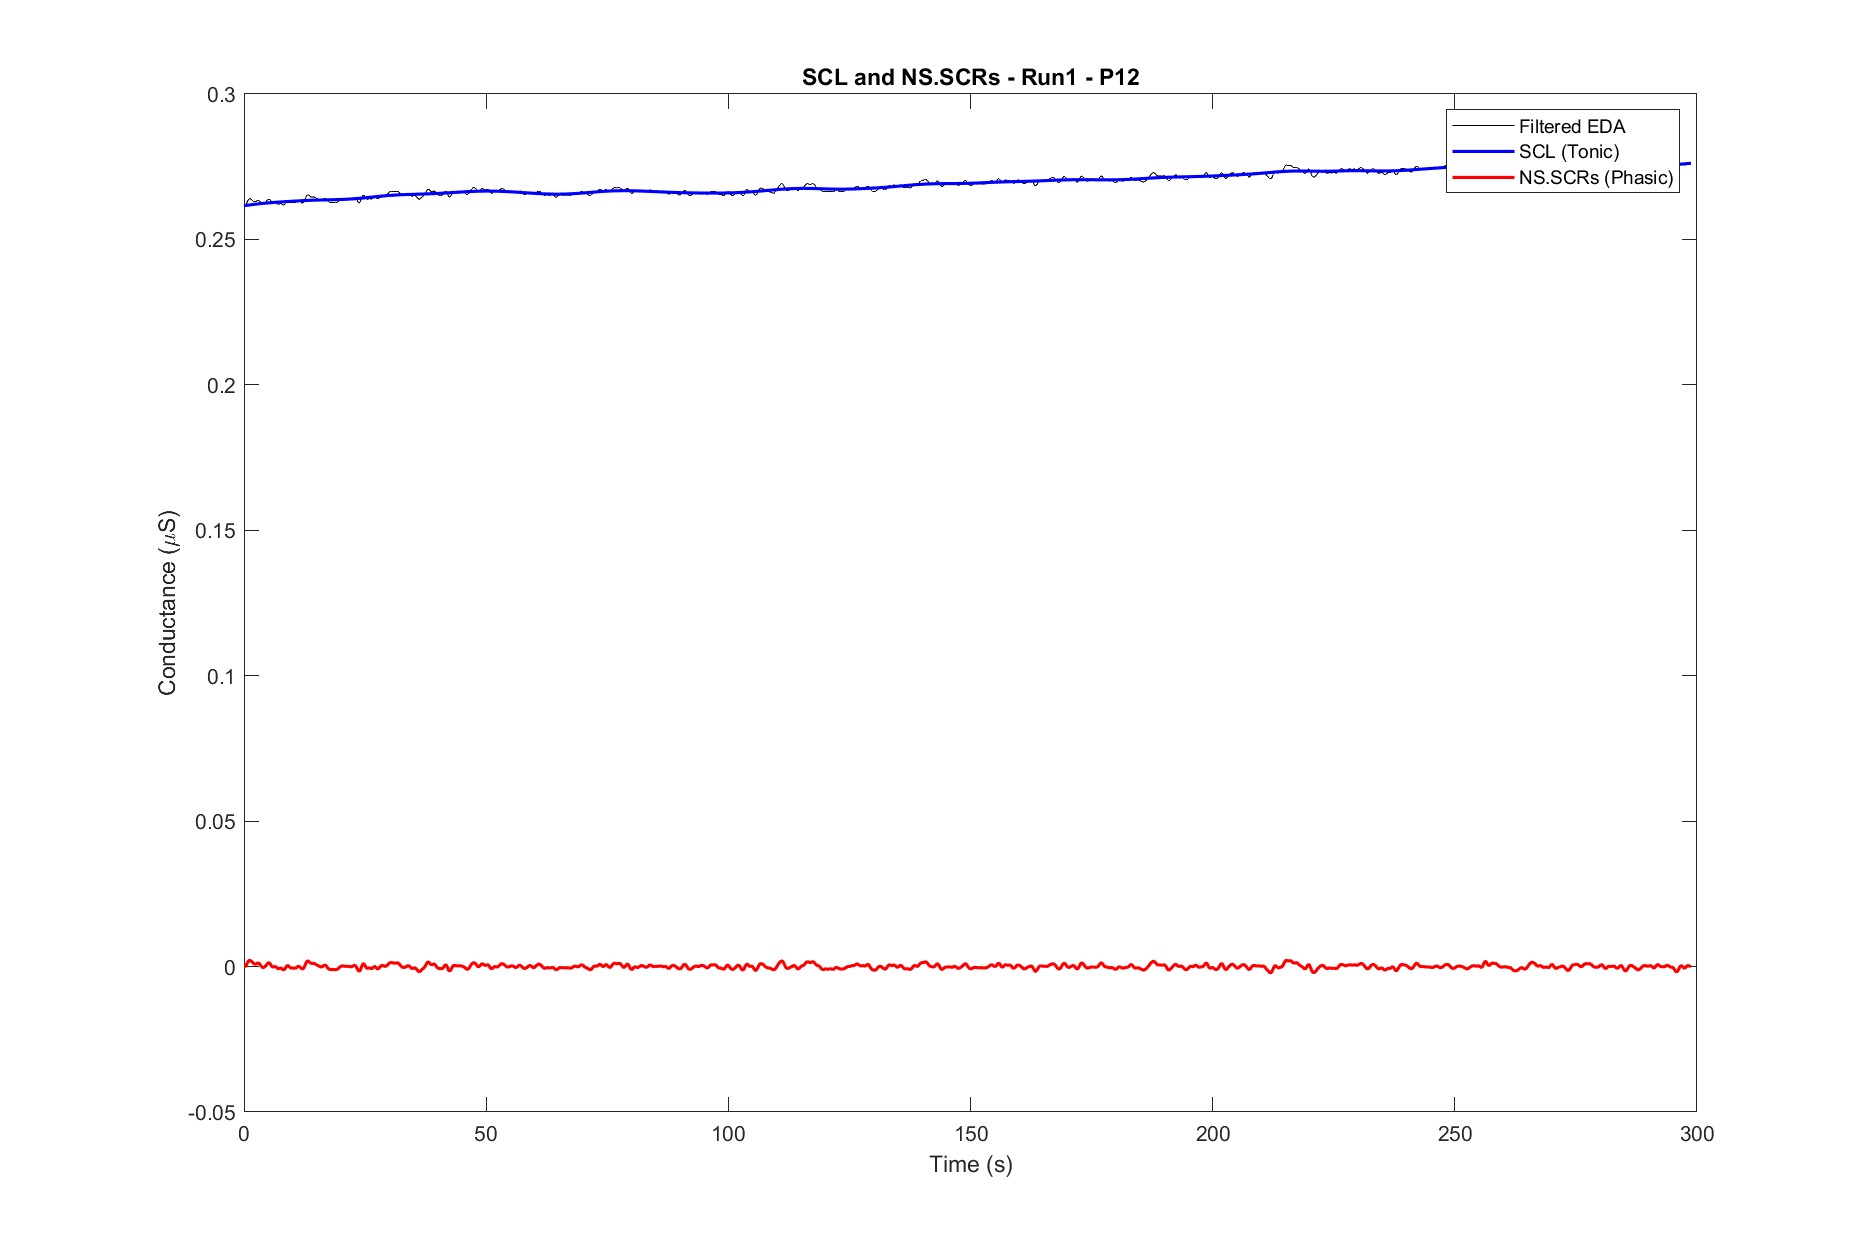 SCL and NS.SCRs - Run1 - P12
0.3
0.25
0.2
0.15
0.1
0.05
0
-0.05
Conductance (μS)
Filtered EDA
SCL (Tonic)
NS.SCRs (Phasic)
0 50 100 150 200 250 300
Time (s)